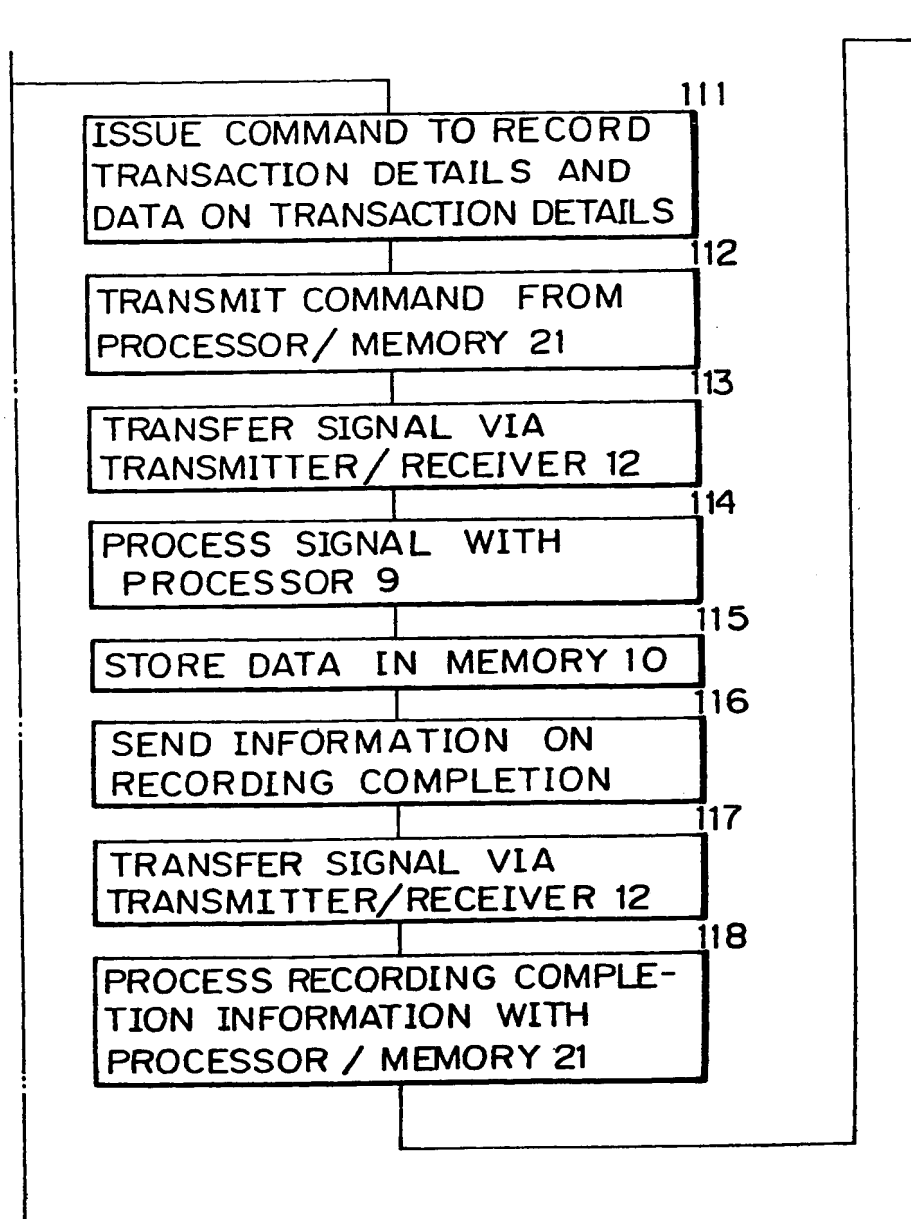 111
ISSUE COMMAND TO RECORD
TRANSACTION DETAILS AND
DATA ON TRANSACTION DETAILS
112
TRANSMIT COMMAND FROM
PROCESSOR/ MEMORY 21
113
TRANSFER SIGNAL VIA
TRANSMITTER/ RECEIVER 12
114
PROCESS SIGNAL WITH
PROCESSOR 9
115
STORE DATA IN MEMORY 10
116
SEND INFORMATION ON
RECORDING COMPLETION
117
TRANSFER SIGNAL VIA
TRANSMITTER/RECEIVER 12
118
PROCESS RECORDING COMPLE-
TION INFORMATION WITH
PROCESSOR / MEMORY 21